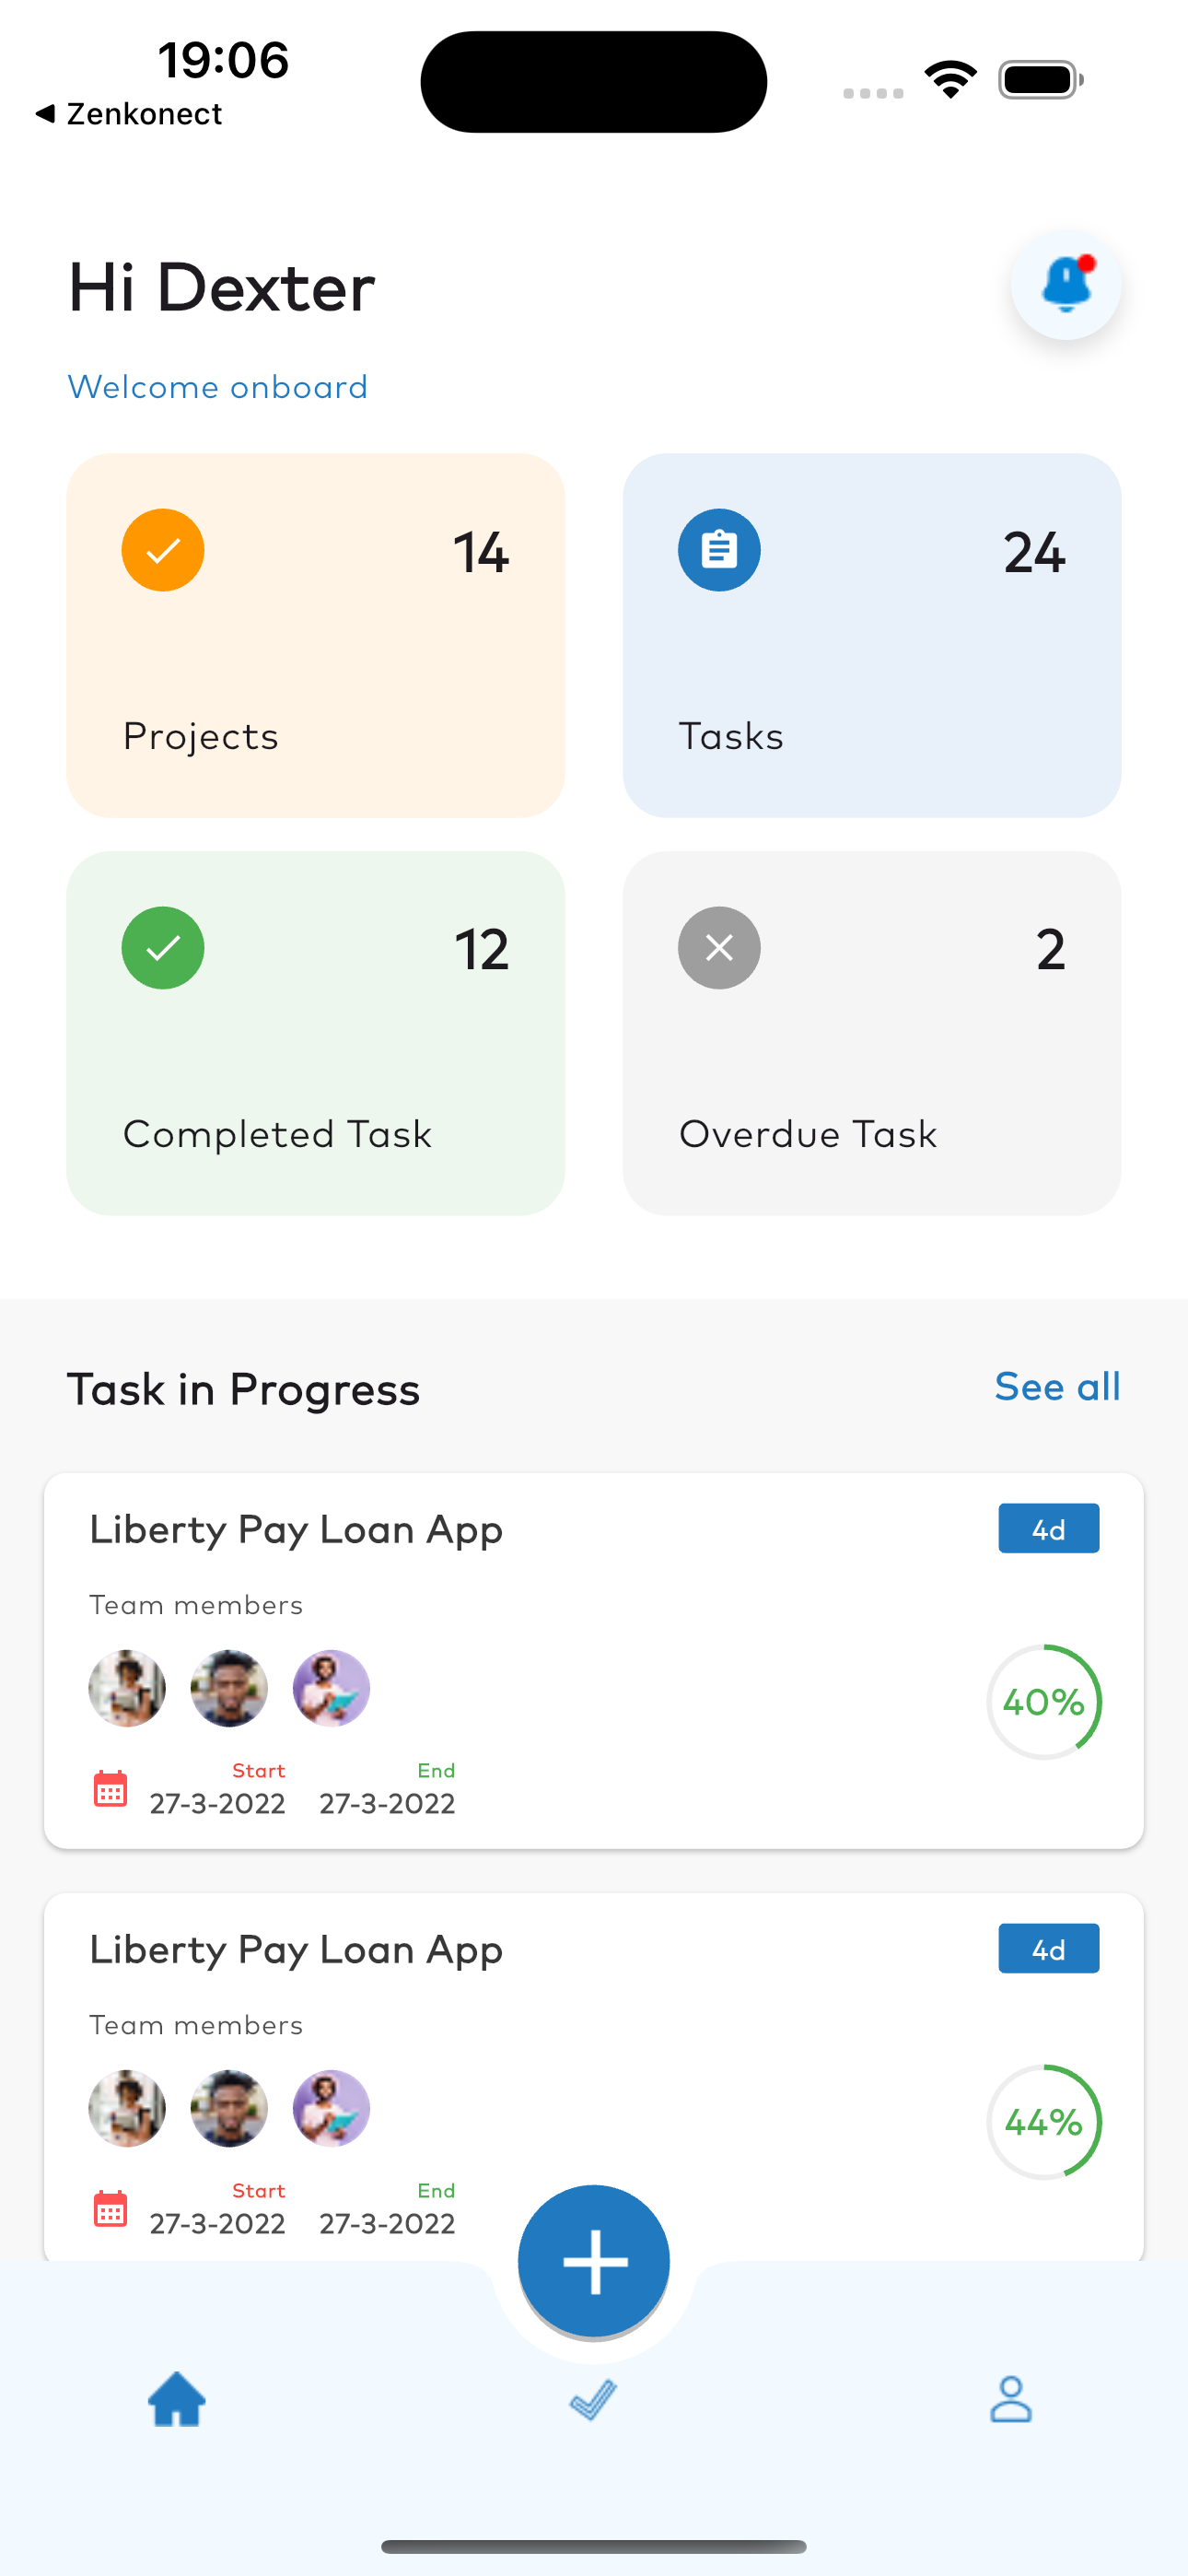 19:06
Zenkonect
Hi Dexter
Welcome onboard
14
24
Projects
Tasks
12
2
Completed Task
Overdue Task
Task in Progress
See all
Liberty Pay Loan App
4d
Team members
40%
Start End
27-3-2022 27-3-2022
Liberty Pay Loan App
4d
Team members
44%
Start End
27-3-2022 27-3-2022